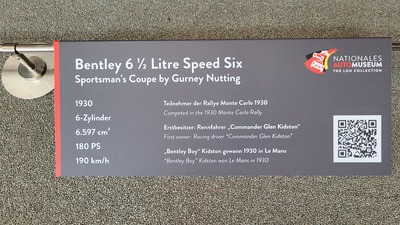 Bentley 6 ½ Litre Speed Six
Sportsman's Coupe by Gurney Nutting
NATIONALES
AUTOMUSEUM
THE LOH COLLECTION
1930
6-Zylinder
6.597 cm³
180 PS
190 km/h
Teilnehmer der Rallye Monte Carlo 1930
Competed in the 1930 Monte Carlo Rally
Erstbesitzer: Rennfahrer „Commander Glen Kidston“
First owner: Racing driver “Commander Glen Kidston”
„Bentley Boy“ Kidston gewann 1930 in Le Mans
“Bentley Boy” Kidston won Le Mans in 1930